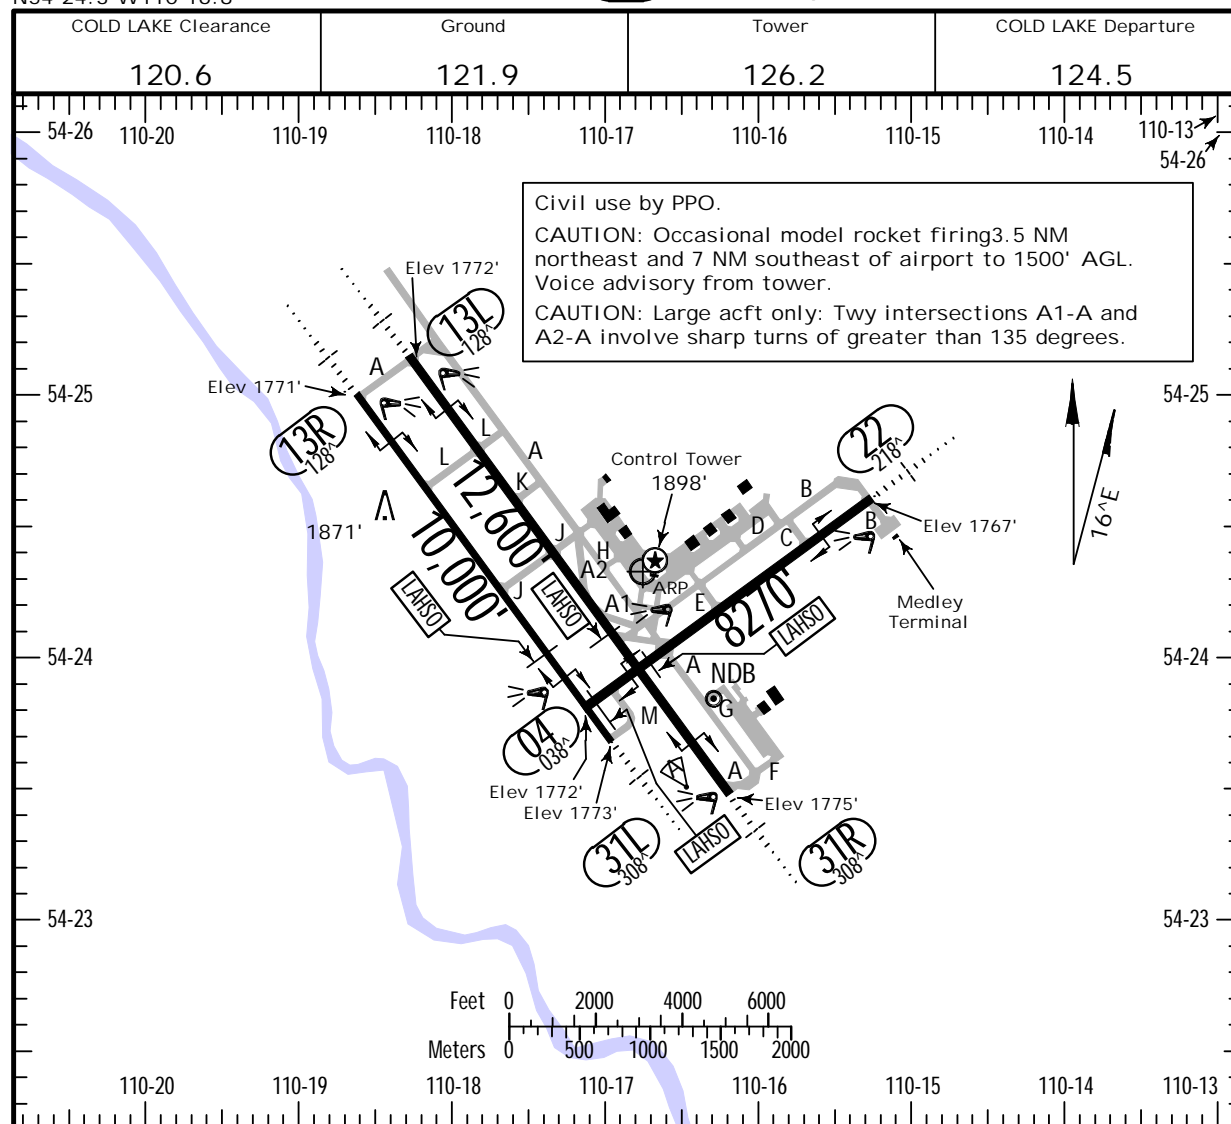 COLD LAKE Clearance
Ground
Tower
COLD LAKE Departure
120.6
121.9
126.2
124.5
54-26
110-20
110-19
110-18
110-17
110-16
110-15
110-14
110-13
54-26
Civil use by PPO.
CAUTION: Occasional model rocket firing3.5 NM
northeast and 7 NM southeast of airport to 1500' AGL.
Voice advisory from tower.
CAUTION: Large acft only: Twy intersections A1-A and
A2-A involve sharp turns of greater than 135 degrees.
Elev 1772'
13L
128^
A
54-25
Elev 1771'
54-25
13R
128^
L
L
A
22
218^
Control Tower
1898'
K
12,600'
B
1871'
10,000'
J
H
D
C
B
Elev 1767'
16^E
A2
ARP
J
LAHSO
LAHSO
A1
E
8270'
LAHSO
Medley
Terminal
54-24
A
NDB
54-24
G
M
04
038^
A
A
F
Elev 1772'
Elev 1773'
Elev 1775'
31L
308^
LAHSO
31R
308^
54-23
54-23
Feet 0 2000 4000 6000
Meters 0 500 1000 1500 2000
110-20
110-19
110-18
110-17
110-16
110-15
110-14
110-13